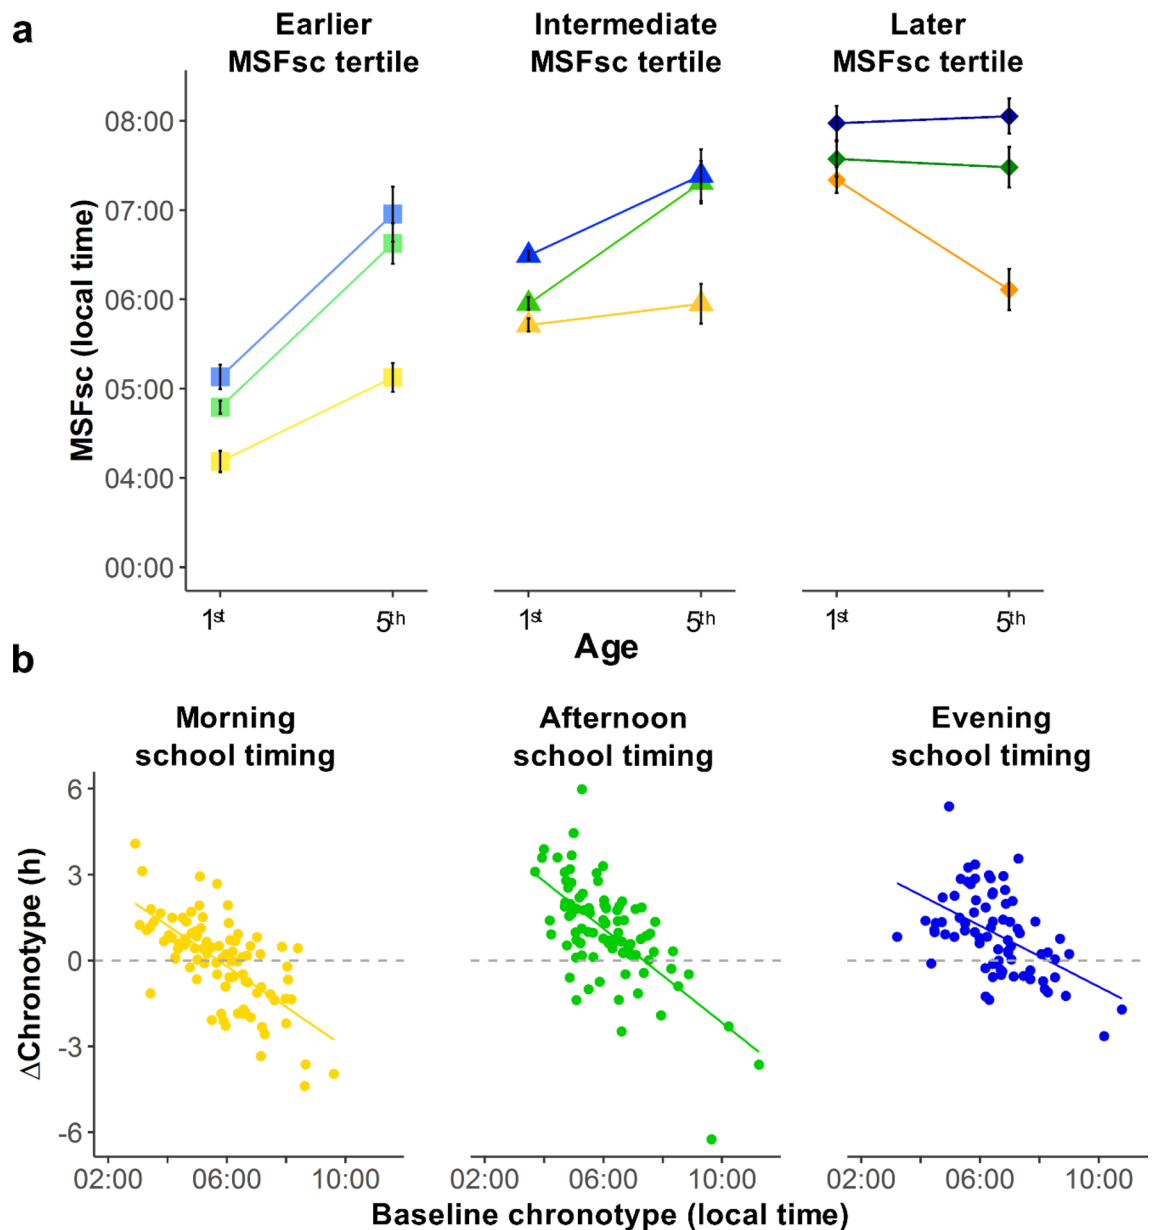 a
Earlier
MSFsc tertile
Intermediate
MSFsc tertile
Later
MSFsc tertile
MSFsc (local time)
08:00
07:00
06:00
05:00
04:00
00:00
1st
5th
1st
5th
1st
5th
Age
b
Morning
school timing
Afternoon
school timing
Evening
school timing
ΔChronotype (h)
6
3
0
-3
-6
02:00
06:00
10:00
02:00
06:00
10:00
02:00
06:00
10:00
Baseline chronotype (local time)